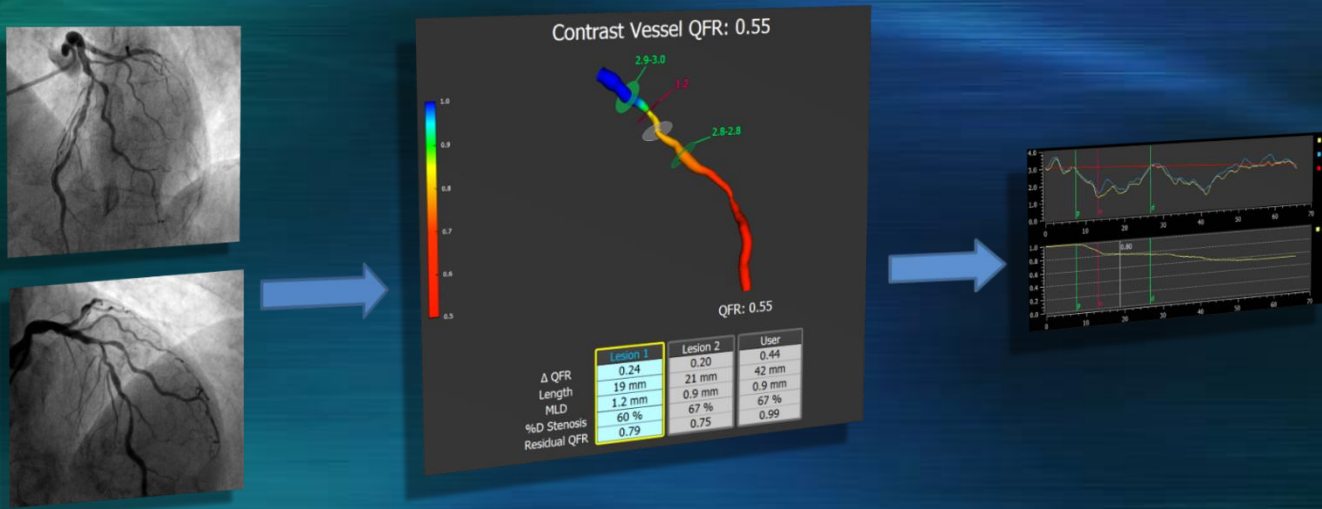 Contrast Vessel QFR: 0.55
2.9-3.0
1.2
2.8-2.8
1.0
0.9
0.8
0.7
0.6
0.5
QFR: 0.55
Lesion 1 Lesion 2 User
Δ QFR 0.24 0.20 0.44
Length 19 mm 21 mm 42 mm
MLD 1.2 mm 0.9 mm 0.9 mm
%D Stenosis 60 % 67 % 67 %
Residual QFR 0.79 0.75 0.99
4.0
3.0
2.0
1.0
0.0
0 10 20 30 40 50 60 70
1.0
0.8
0.6
0.4
0.2
0.0
0.80
0 10 20 30 40 50 60 70